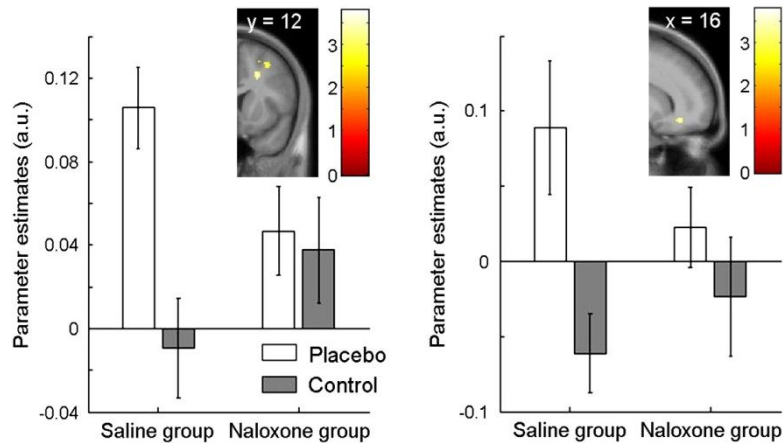 y = 12
3
2
1
0
Parameter estimates (a.u.)
0.12
0.08
0.04
0
-0.04
Placebo
Control
Saline group
Naloxone group
x = 16
3
2
1
0
Parameter estimates (a.u.)
0.1
0
-0.1
Saline group
Naloxone group